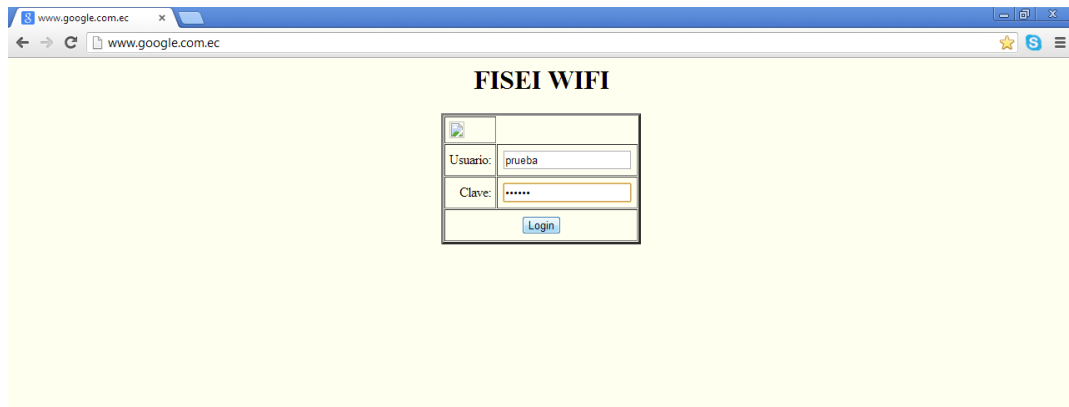 www.google.com.ec
www.google.com.ec
FISEI WIFI
Usuario: prueba
Clave: ••••••
Login